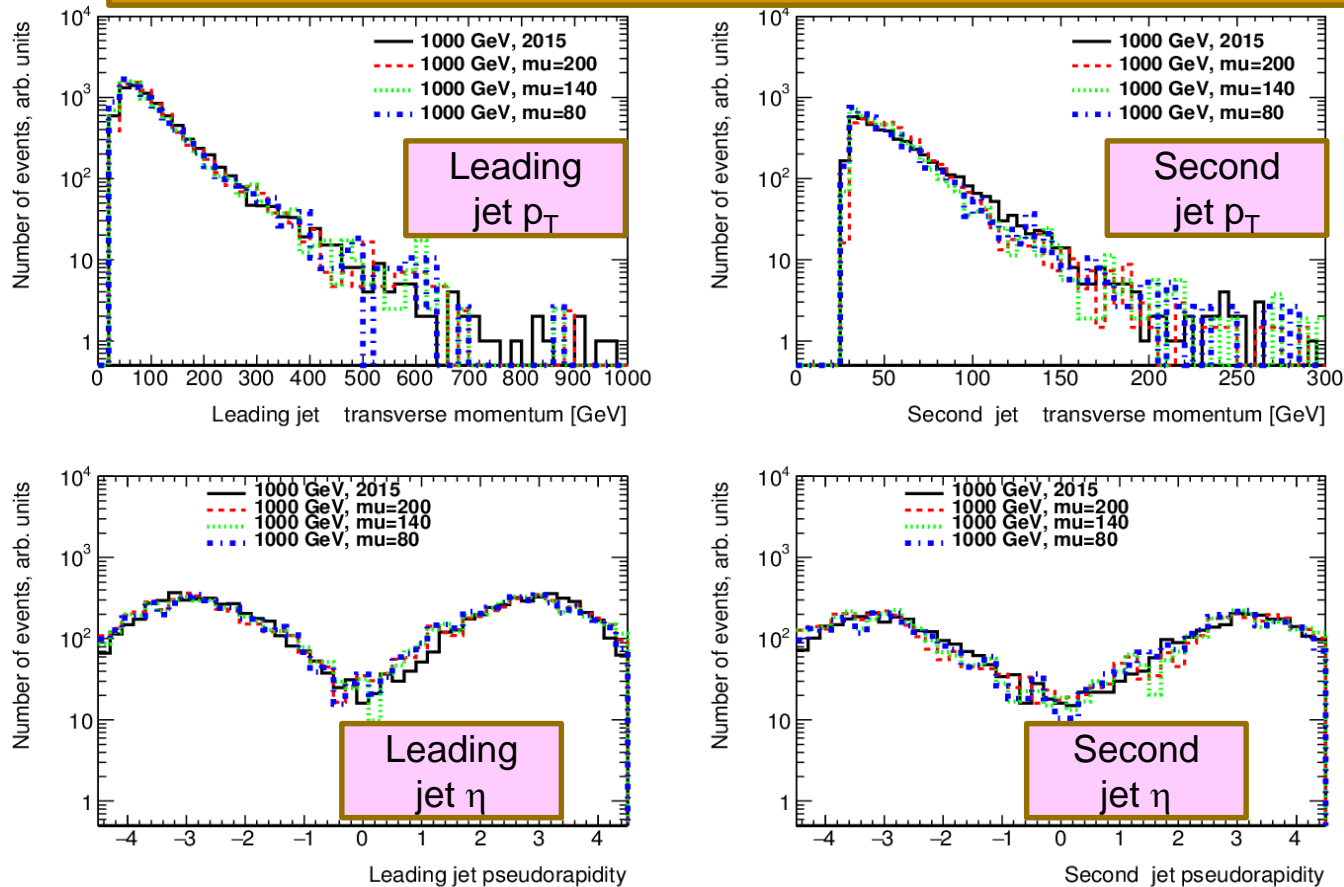 Number of events, arb. units
10⁴
10³
10²
10
1
1000 GeV, 2015
1000 GeV, mu=200
1000 GeV, mu=140
1000 GeV, mu=80
Leading
jet p_T
0 100 200 300 400 500 600 700 800 900 1000
Leading jet transverse momentum [GeV]
Number of events, arb. units
10⁴
10³
10²
10
1
1000 GeV, 2015
1000 GeV, mu=200
1000 GeV, mu=140
1000 GeV, mu=80
Second
jet p_T
0 50 100 150 200 250 300
Second jet transverse momentum [GeV]
Number of events, arb. units
10⁴
10³
10²
10
1
1000 GeV, 2015
1000 GeV, mu=200
1000 GeV, mu=140
1000 GeV, mu=80
Leading
jet η
−4 −3 −2 −1 0 1 2 3 4
Leading jet pseudorapidity
Number of events, arb. units
10⁴
10³
10²
10
1
1000 GeV, 2015
1000 GeV, mu=200
1000 GeV, mu=140
1000 GeV, mu=80
Second
jet η
−4 −3 −2 −1 0 1 2 3 4
Second jet pseudorapidity